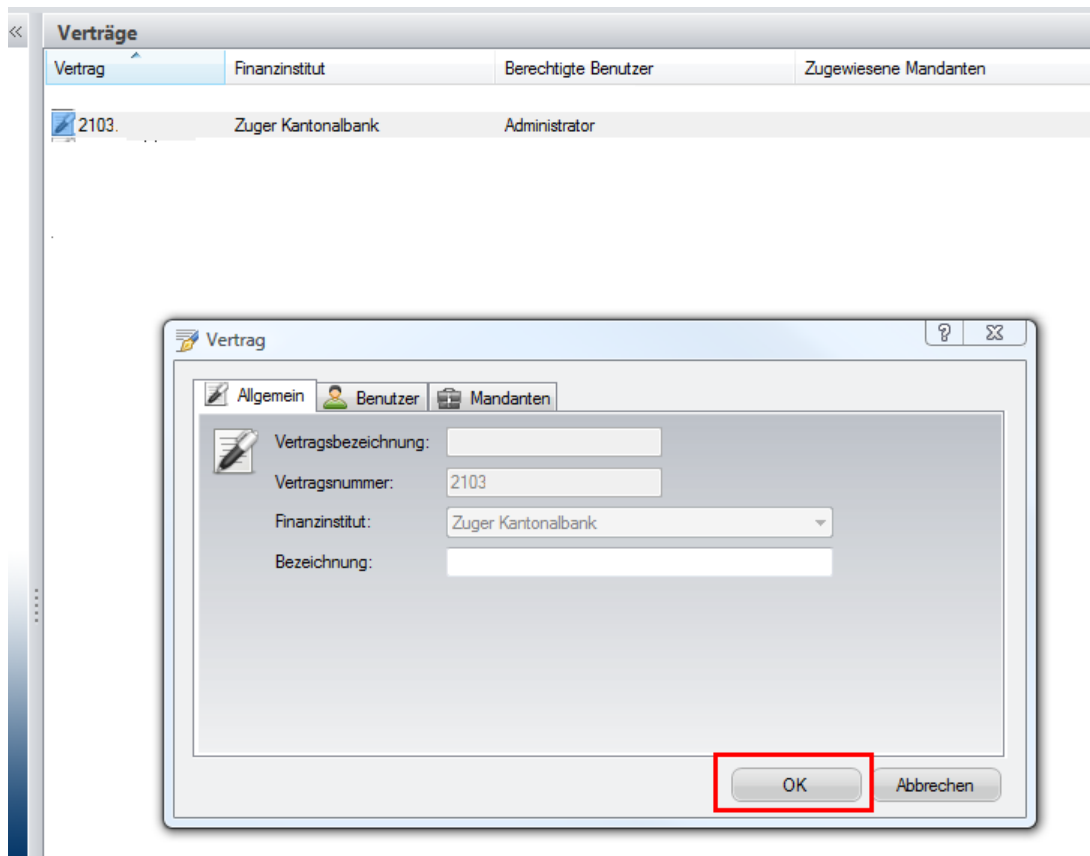 «
Verträge
Vertrag Finanzinstitut Berechtigte Benutzer Zugewiesene Mandanten
2103. Zuger Kantonalbank Administrator
Vertrag
Allgemein Benutzer Mandanten
Vertragsbezeichnung:
Vertragsnummer: 2103
Finanzinstitut: Zuger Kantonalbank
Bezeichnung:
OK Abbrechen